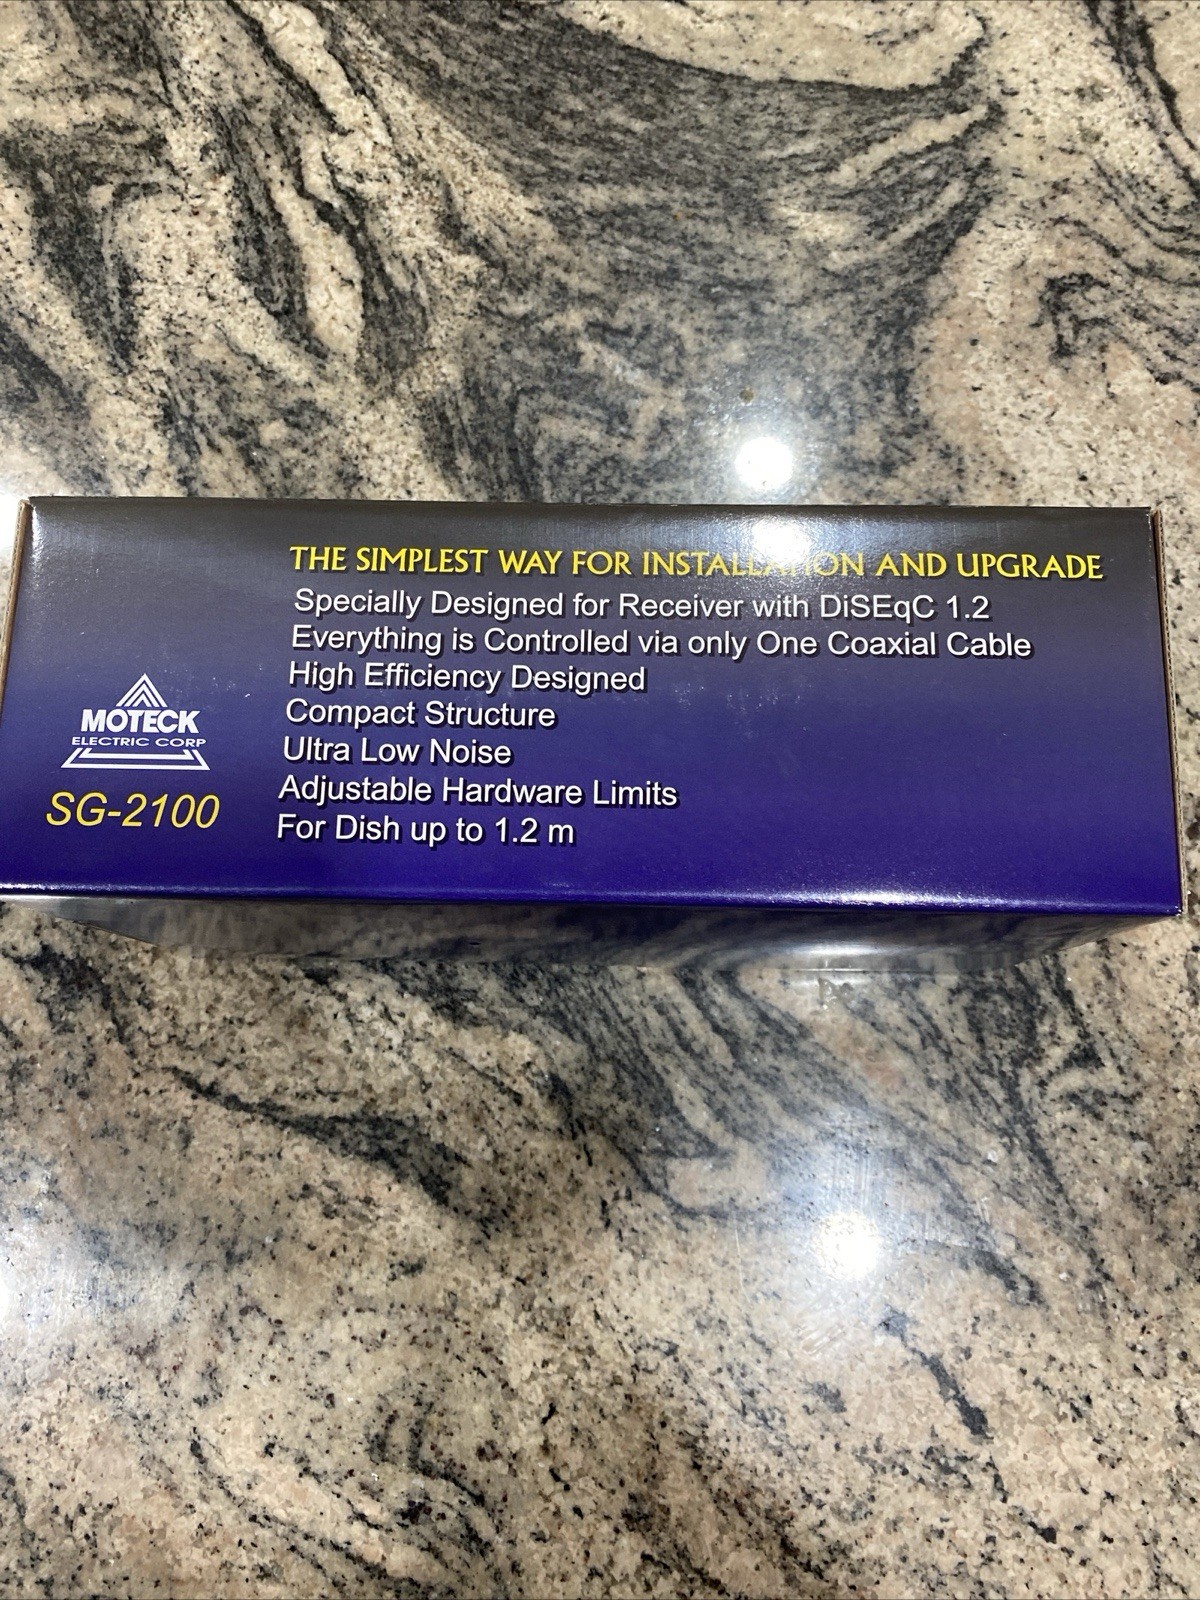 THE SIMPLEST WAY FOR INSTALLATION AND UPGRADE
Specially Designed for Receiver with DiSEqC 1.2
Everything is Controlled via only One Coaxial Cable
High Efficiency Designed
Compact Structure
Ultra Low Noise
Adjustable Hardware Limits
For Dish up to 1.2 m
MOTECK
ELECTRIC CORP
SG-2100